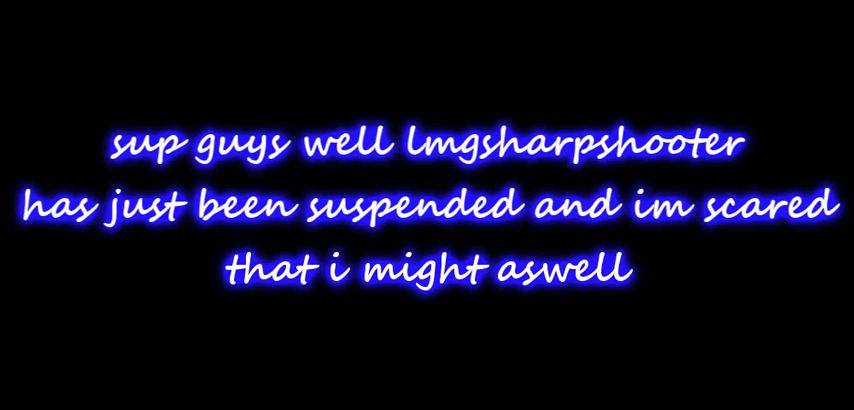 sup guys well lmgsharpshooter
has just been suspended and im scared
that i might aswell